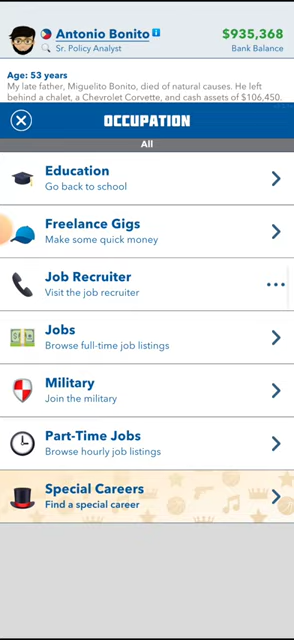 Antonio Bonito
$935,368
Sr. Policy Analyst
Bank Balance
Age: 53 years
My late father, Miguelito Bonito, died of natural causes. He left
behind a chalet, a Chevrolet Corvette, and cash assets of $106,450.
OCCUPATION
All
Education
Go back to school
Freelance Gigs
Make some quick money
Job Recruiter
Visit the job recruiter
Jobs
Browse full-time job listings
Military
Join the military
Part-Time Jobs
Browse hourly job listings
Special Careers
Find a special career